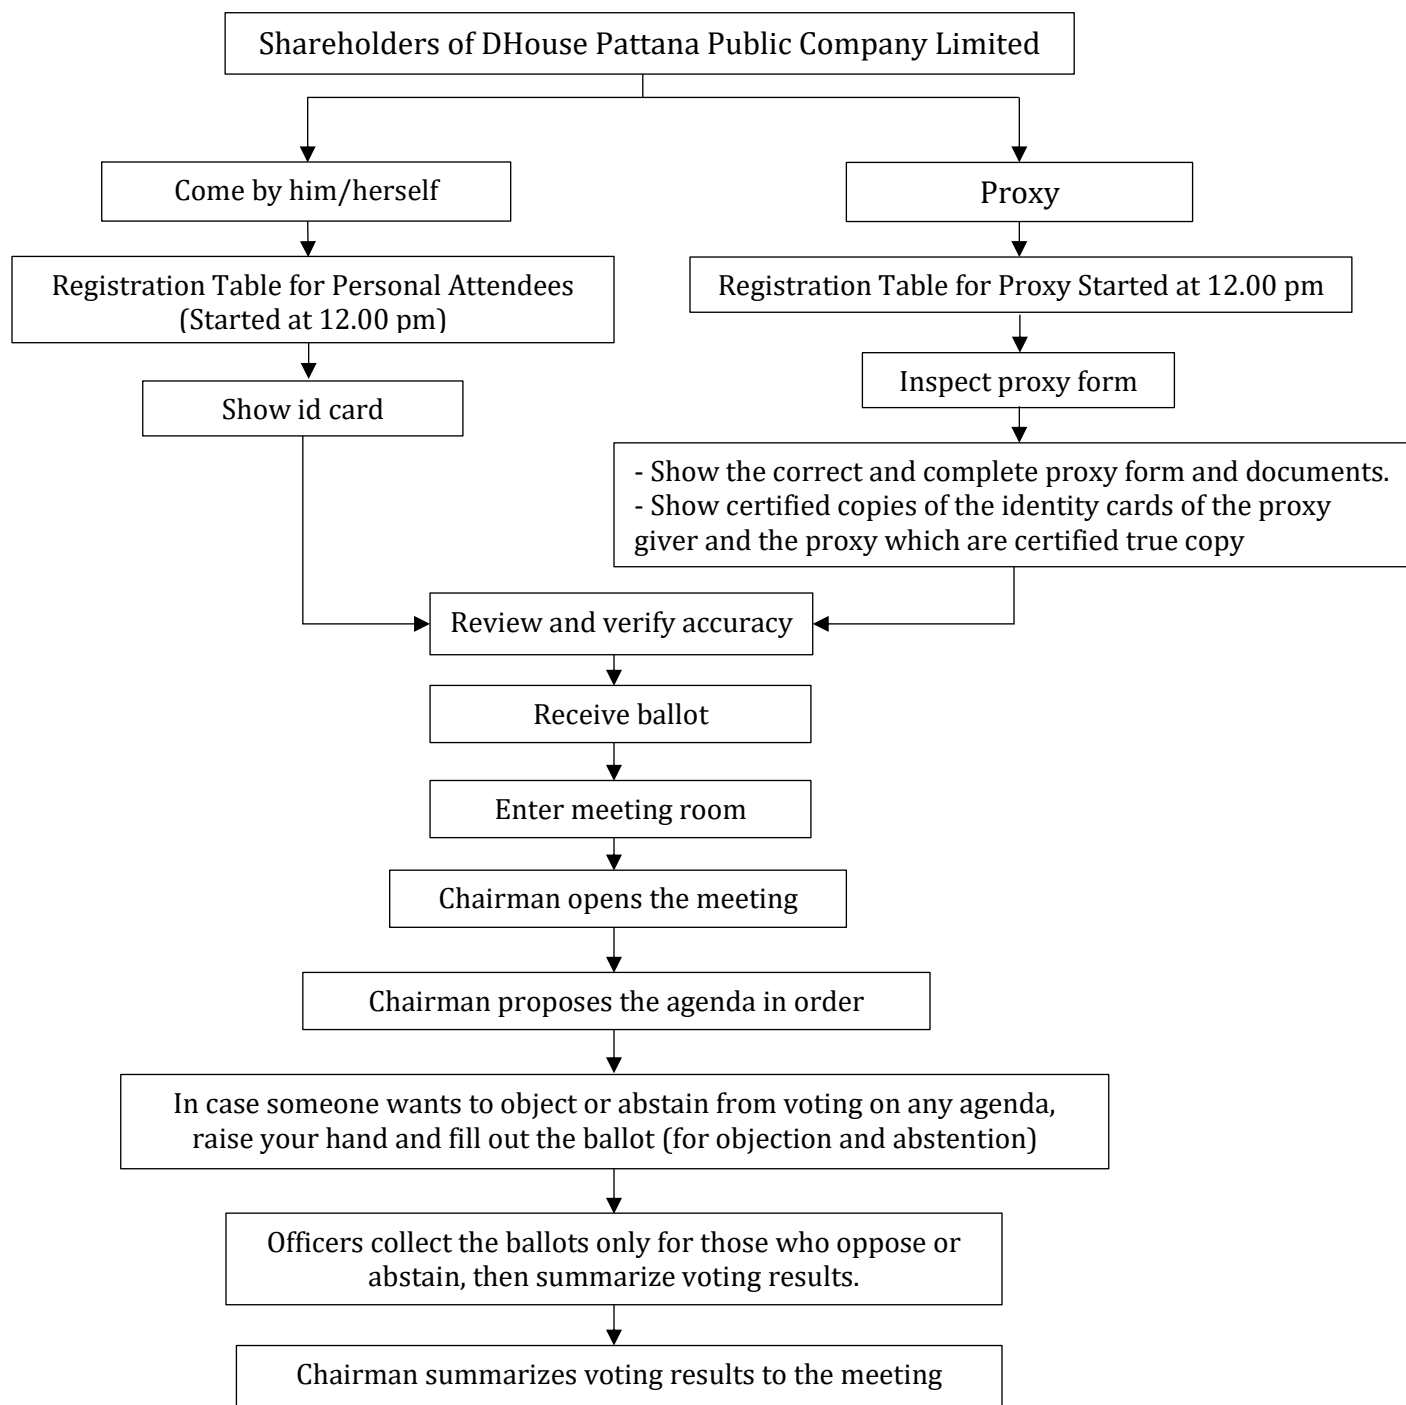 Shareholders of DHouse Pattana Public Company Limited
Come by him/herself
Proxy
Registration Table for Personal Attendees
(Started at 12.00 pm)
Registration Table for Proxy Started at 12.00 pm
Inspect proxy form
Show id card
- Show the correct and complete proxy form and documents.
- Show certified copies of the identity cards of the proxy
giver and the proxy which are certified true copy
Review and verify accuracy
Receive ballot
Enter meeting room
Chairman opens the meeting
Chairman proposes the agenda in order
In case someone wants to object or abstain from voting on any agenda,
raise your hand and fill out the ballot (for objection and abstention)
Officers collect the ballots only for those who oppose or
abstain, then summarize voting results.
Chairman summarizes voting results to the meeting